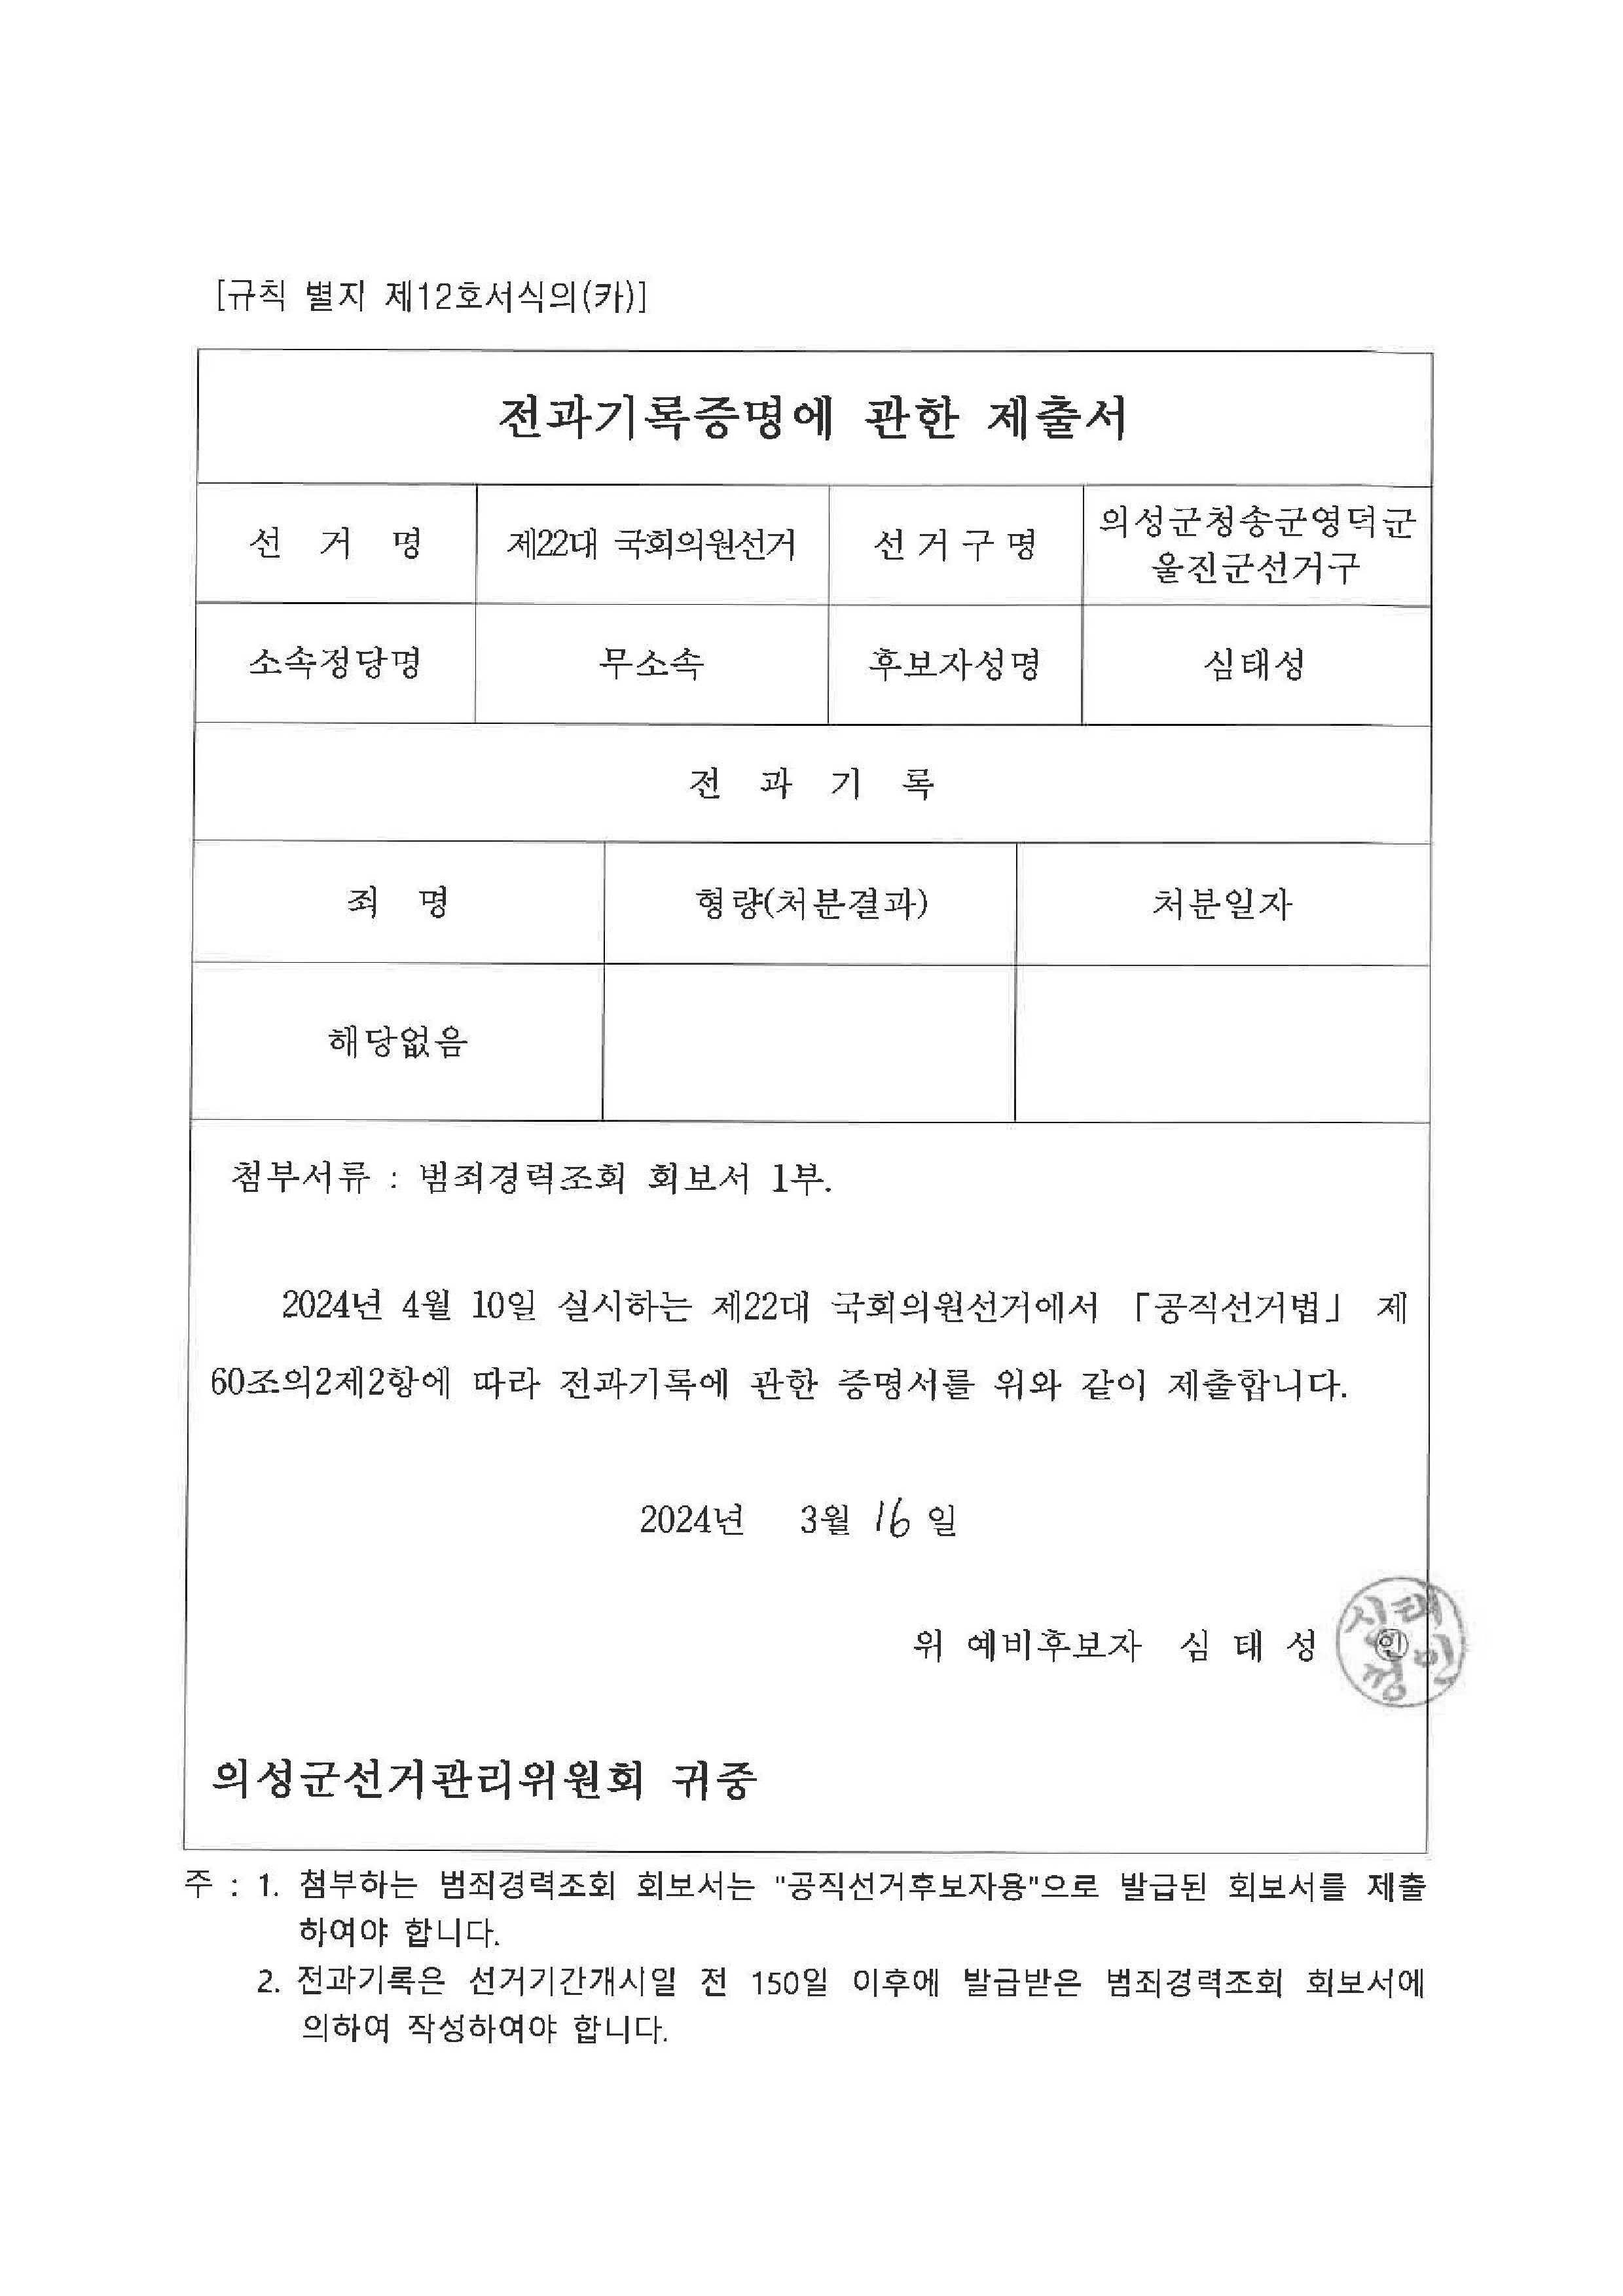 [규칙 별지 제12호서식의(카)]
전과기록증명에 관한 제출서
선 거 명 제22대 국회의원선거 선거구명 의성군청송군영덕군
울진군선거구
소속정당명 무소속 후보자성명 심태성
전 과 기 록
죄 명 형량(처분결과) 처분일자
해당없음
첨부서류 : 범죄경력조회 회보서 1부.
2024년 4월 10일 실시하는 제22대 국회의원선거에서 「공직선거법」 제
60조의2제2항에 따라 전과기록에 관한 증명서를 위와 같이 제출합니다.
2024년 3월 16 일
위 예비후보자 심 태 성 ㊞
심태
성인
의성군선거관리위원회 귀중
주 : 1. 첨부하는 범죄경력조회 회보서는 "공직선거후보자용"으로 발급된 회보서를 제출
하여야 합니다.
2. 전과기록은 선거기간개시일 전 150일 이후에 발급받은 범죄경력조회 회보서에
의하여 작성하여야 합니다.